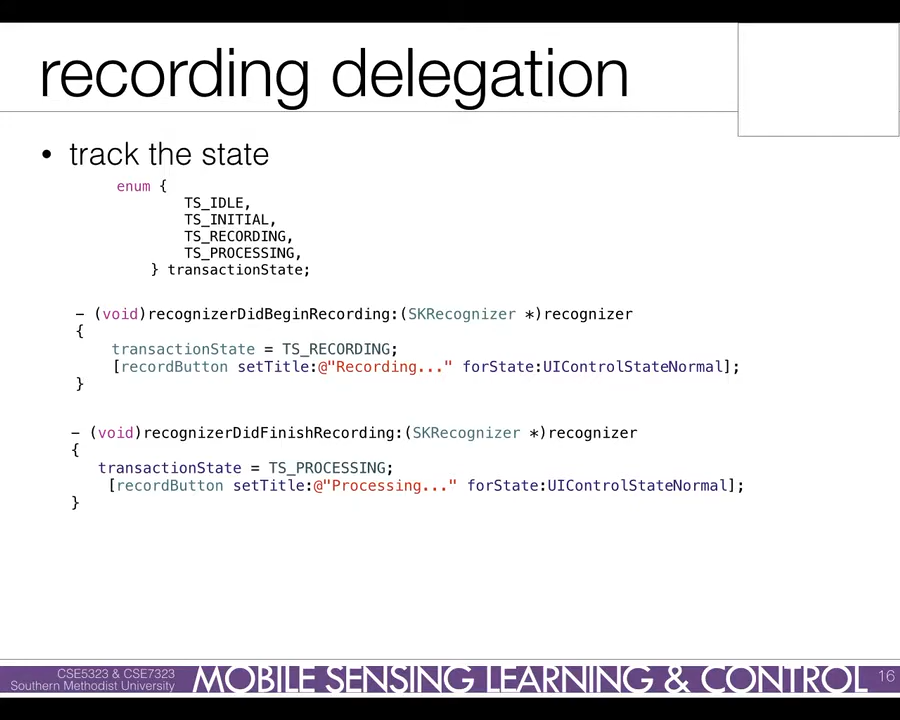 recording delegation
• track the state
enum {
TS_IDLE,
TS_INITIAL,
TS_RECORDING,
TS_PROCESSING,
} transactionState;
- (void)recognizerDidBeginRecording:(SKRecognizer *)recognizer
{
transactionState = TS_RECORDING;
[recordButton setTitle:@"Recording..." forState:UIControlStateNormal];
}
- (void)recognizerDidFinishRecording:(SKRecognizer *)recognizer
{
transactionState = TS_PROCESSING;
[recordButton setTitle:@"Processing..." forState:UIControlStateNormal];
}
CSE5323 & CSE7323
Southern Methodist University
MOBILE SENSING LEARNING & CONTROL
16